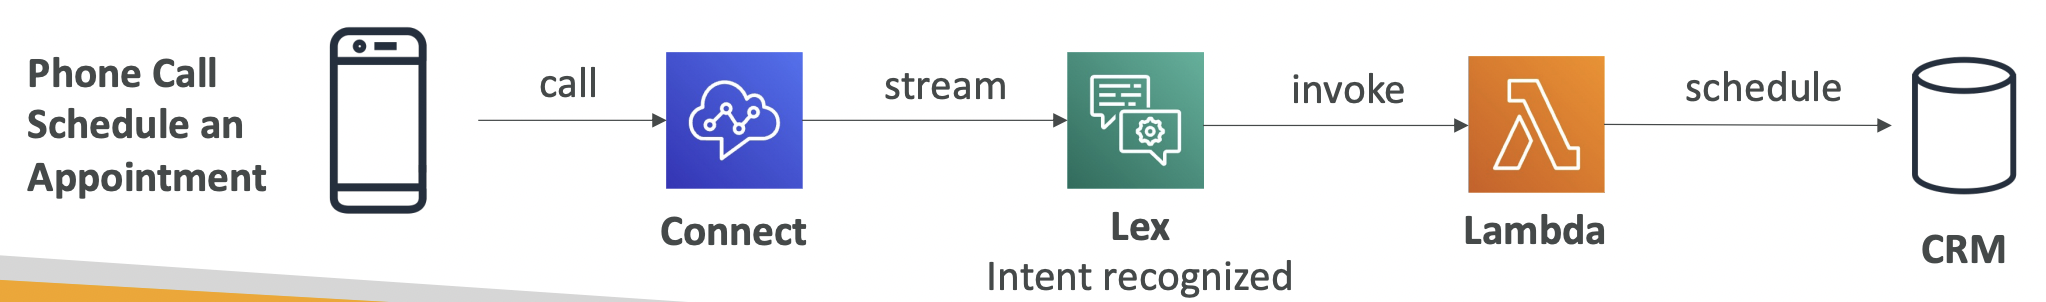 Phone Call
Schedule an
Appointment
call
Connect
stream
Lex
Intent recognized
invoke
Lambda
schedule
CRM